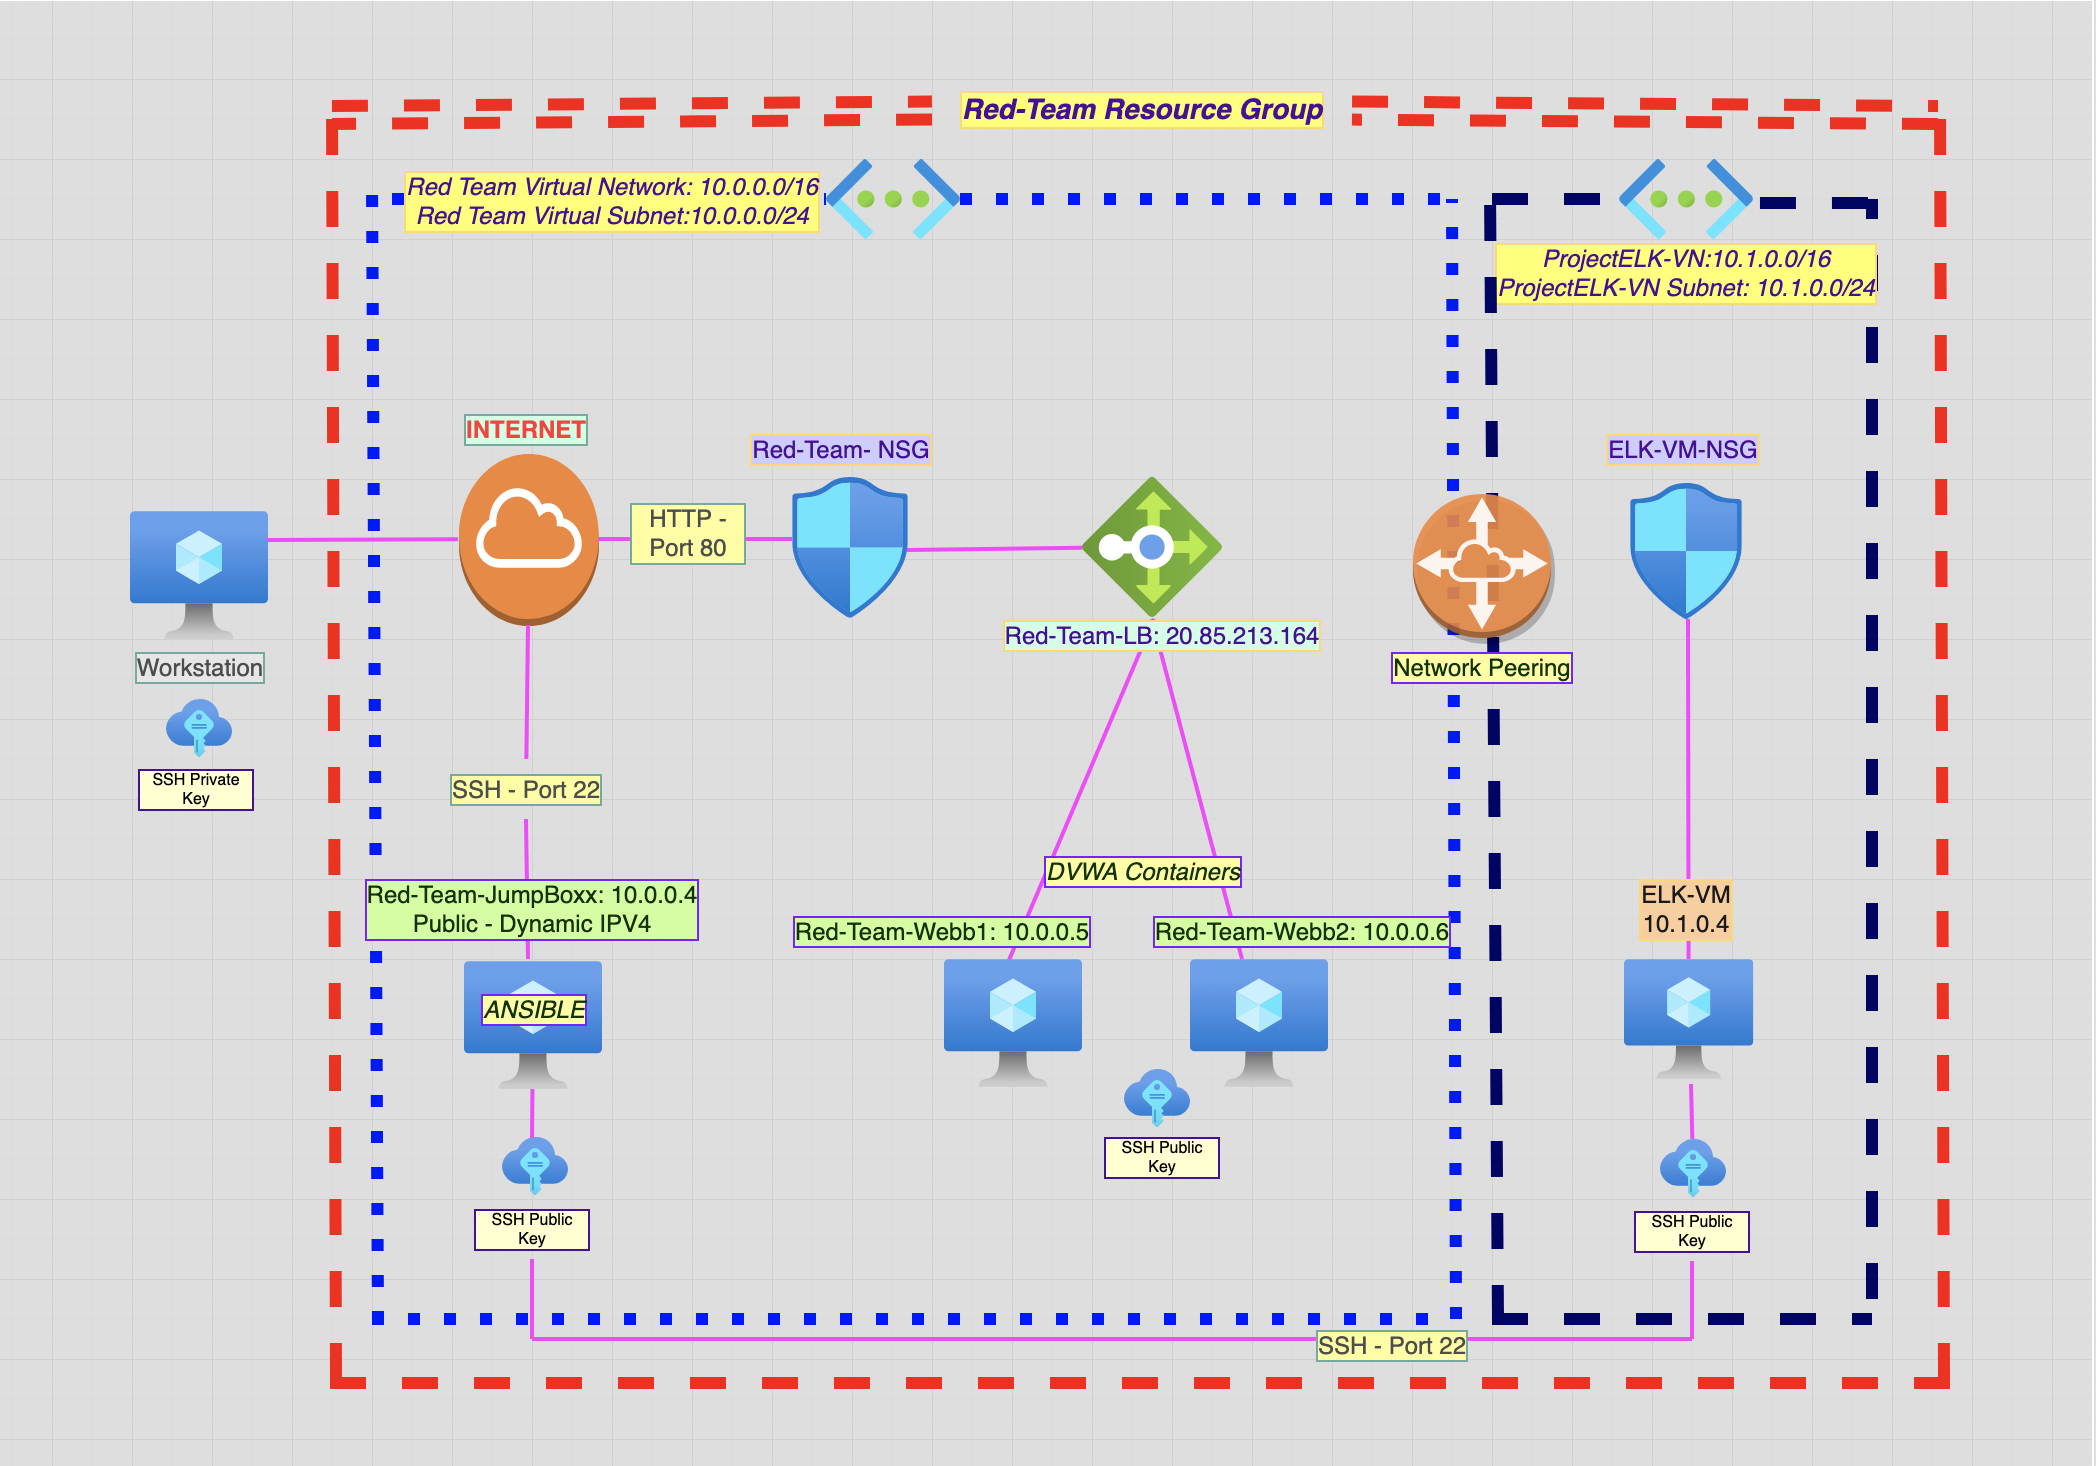 Red-Team Resource Group
Red Team Virtual Network: 10.0.0.0/16
Red Team Virtual Subnet:10.0.0.0/24
ProjectELK-VN:10.1.0.0/16
ProjectELK-VN Subnet: 10.1.0.0/24
INTERNET
Red-Team- NSG
ELK-VM-NSG
HTTP -
Port 80
Red-Team-LB: 20.85.213.164
Workstation
Network Peering
SSH Private
Key
SSH - Port 22
DVWA Containers
Red-Team-JumpBoxx: 10.0.0.4
Public - Dynamic IPV4
Red-Team-Webb1: 10.0.0.5
Red-Team-Webb2: 10.0.0.6
ELK-VM
10.1.0.4
ANSIBLE
SSH Public
Key
SSH Public
Key
SSH Public
Key
SSH - Port 22